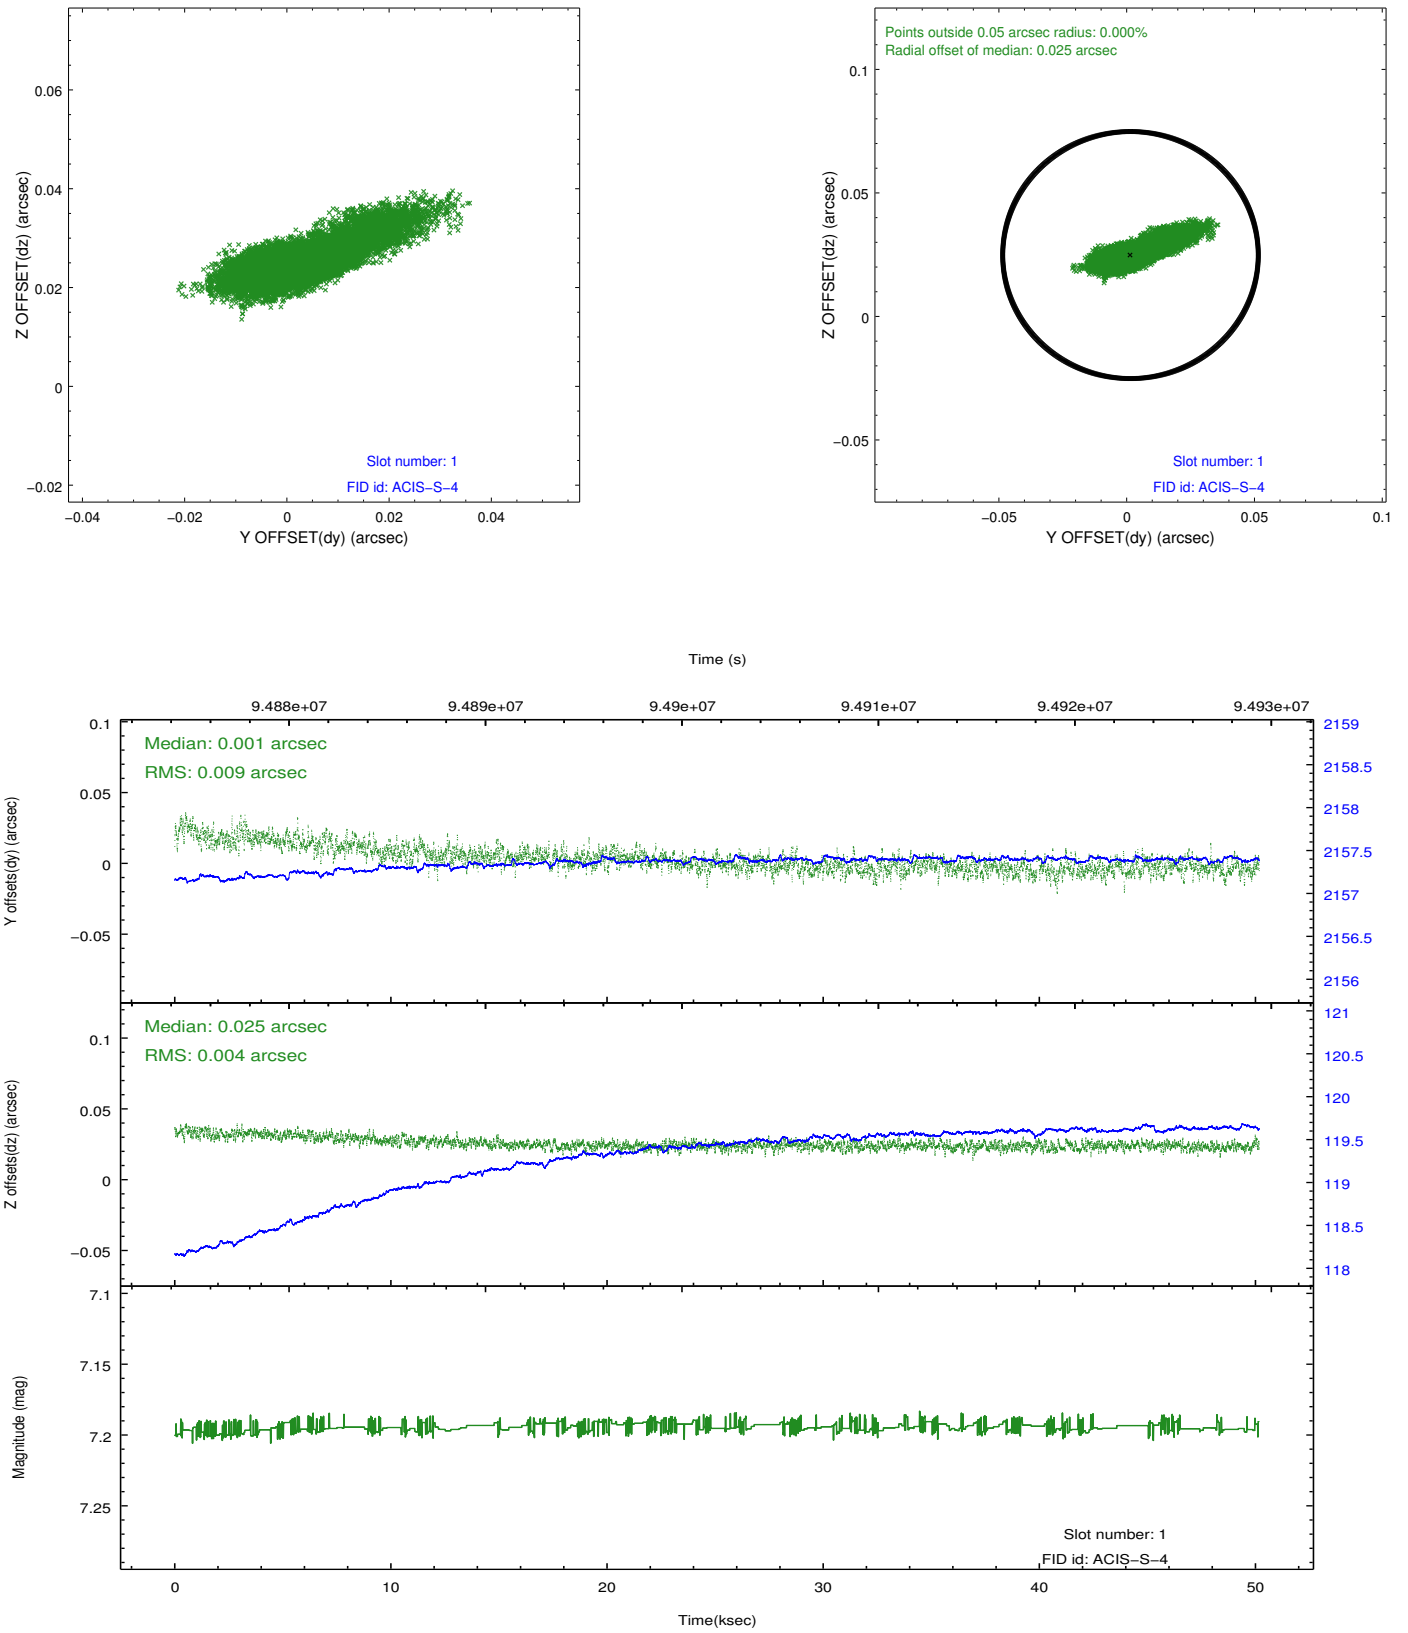 0.06
0.04
0.02
0
−0.02
Z OFFSET(dz) (arcsec)
Slot number: 1
FID id: ACIS−S−4
−0.04 −0.02 0 0.02 0.04
Y OFFSET(dy) (arcsec)
Points outside 0.05 arcsec radius: 0.000%
Radial offset of median: 0.025 arcsec
0.1
0.05
0
−0.05
Z OFFSET(dz) (arcsec)
Slot number: 1
FID id: ACIS−S−4
−0.05 0 0.05 0.1
Y OFFSET(dy) (arcsec)
Time (s)
9.488e+07 9.489e+07 9.49e+07 9.491e+07 9.492e+07 9.493e+07
Median: 0.001 arcsec
RMS: 0.009 arcsec
0.1
0.05
0
−0.05
Y offsets(dy) (arcsec)
2159
2158.5
2158
2157.5
2157
2156.5
2156
Median: 0.025 arcsec
RMS: 0.004 arcsec
0.1
0.05
0
−0.05
Z offsets(dz) (arcsec)
121
120.5
120
119.5
119
118.5
118
7.1
7.15
7.2
7.25
Magnitude (mag)
Slot number: 1
FID id: ACIS−S−4
0 10 20 30 40 50
Time(ksec)